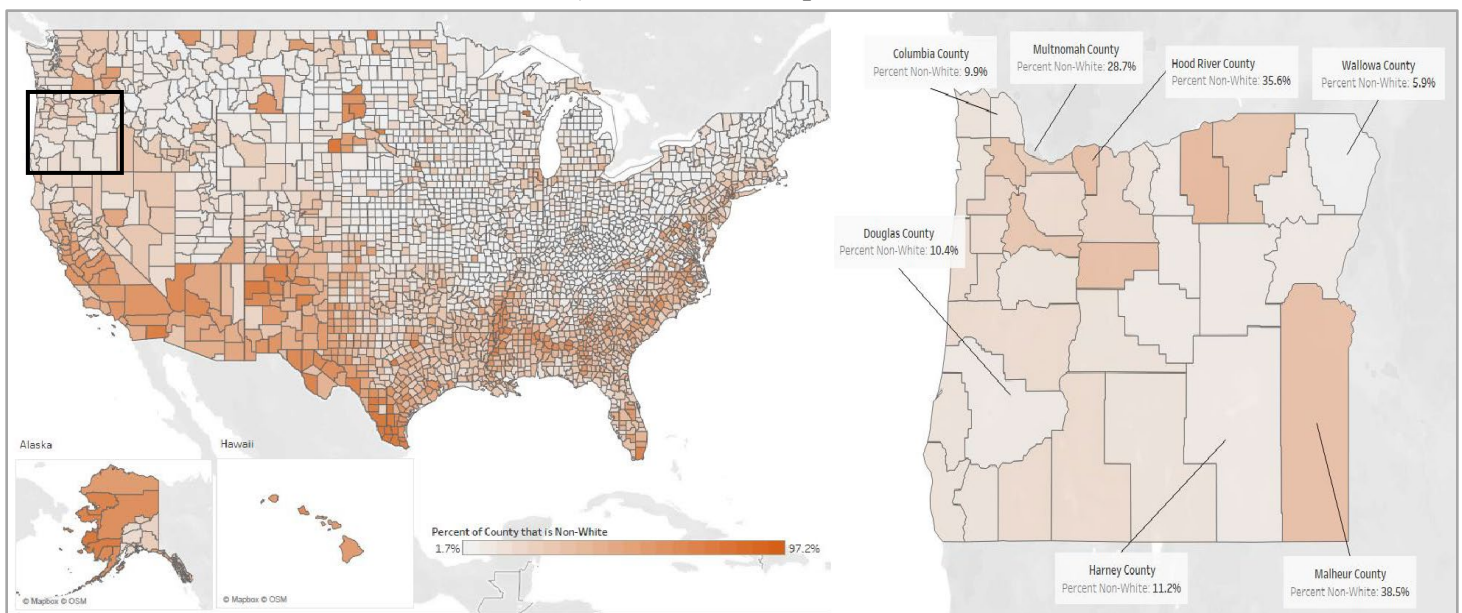 Alaska
Hawaii
© Mapbox © OSM
© Mapbox © OSM
Percent of County that is Non-White
1.7%
97.2%
Columbia County
Percent Non-White: 9.9%
Multnomah County
Percent Non-White: 28.7%
Hood River County
Percent Non-White: 35.6%
Wallowa County
Percent Non-White: 5.9%
Douglas County
Percent Non-White: 10.4%
Harney County
Percent Non-White: 11.2%
Malheur County
Percent Non-White: 38.5%